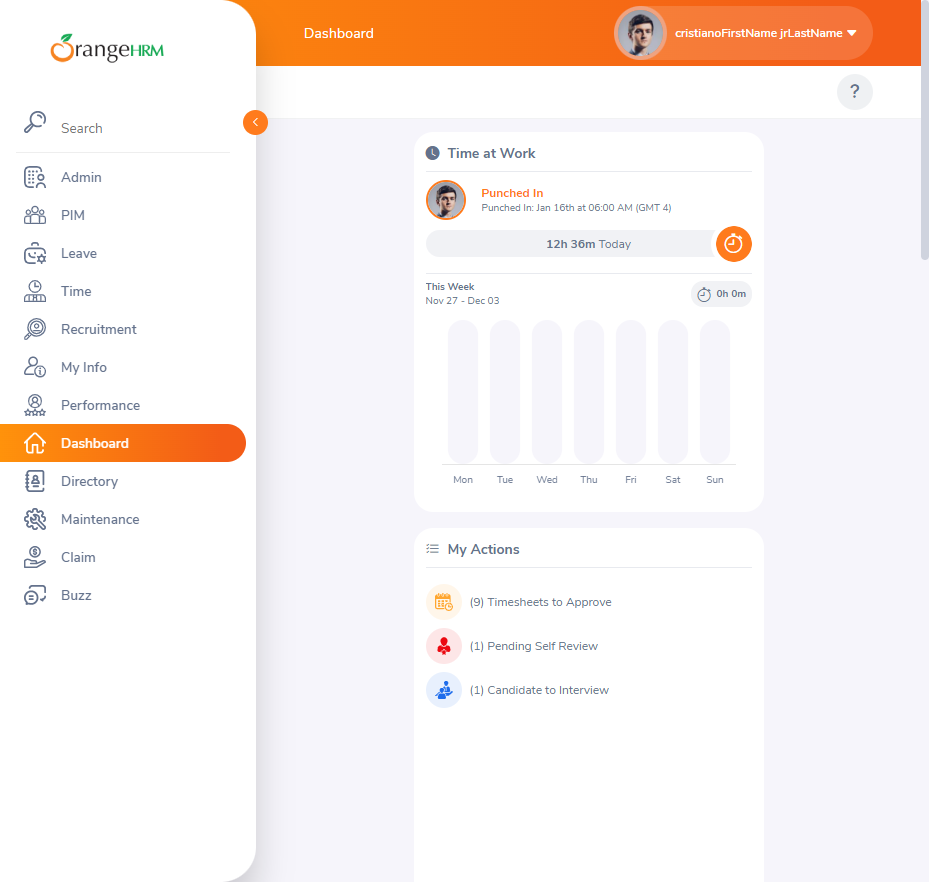 OrangeHRM
Search
Admin
PIM
Leave
Time
Recruitment
My Info
Performance
Dashboard
Directory
Maintenance
Claim
Buzz
Dashboard
cristianoFirstName jrLastName
?
Time at Work
Punched In
Punched In: Jan 16th at 06:00 AM (GMT 4)
12h 36m Today
This Week
Nov 27 - Dec 03
0h 0m
Mon Tue Wed Thu Fri Sat Sun
My Actions
(9) Timesheets to Approve
(1) Pending Self Review
(1) Candidate to Interview